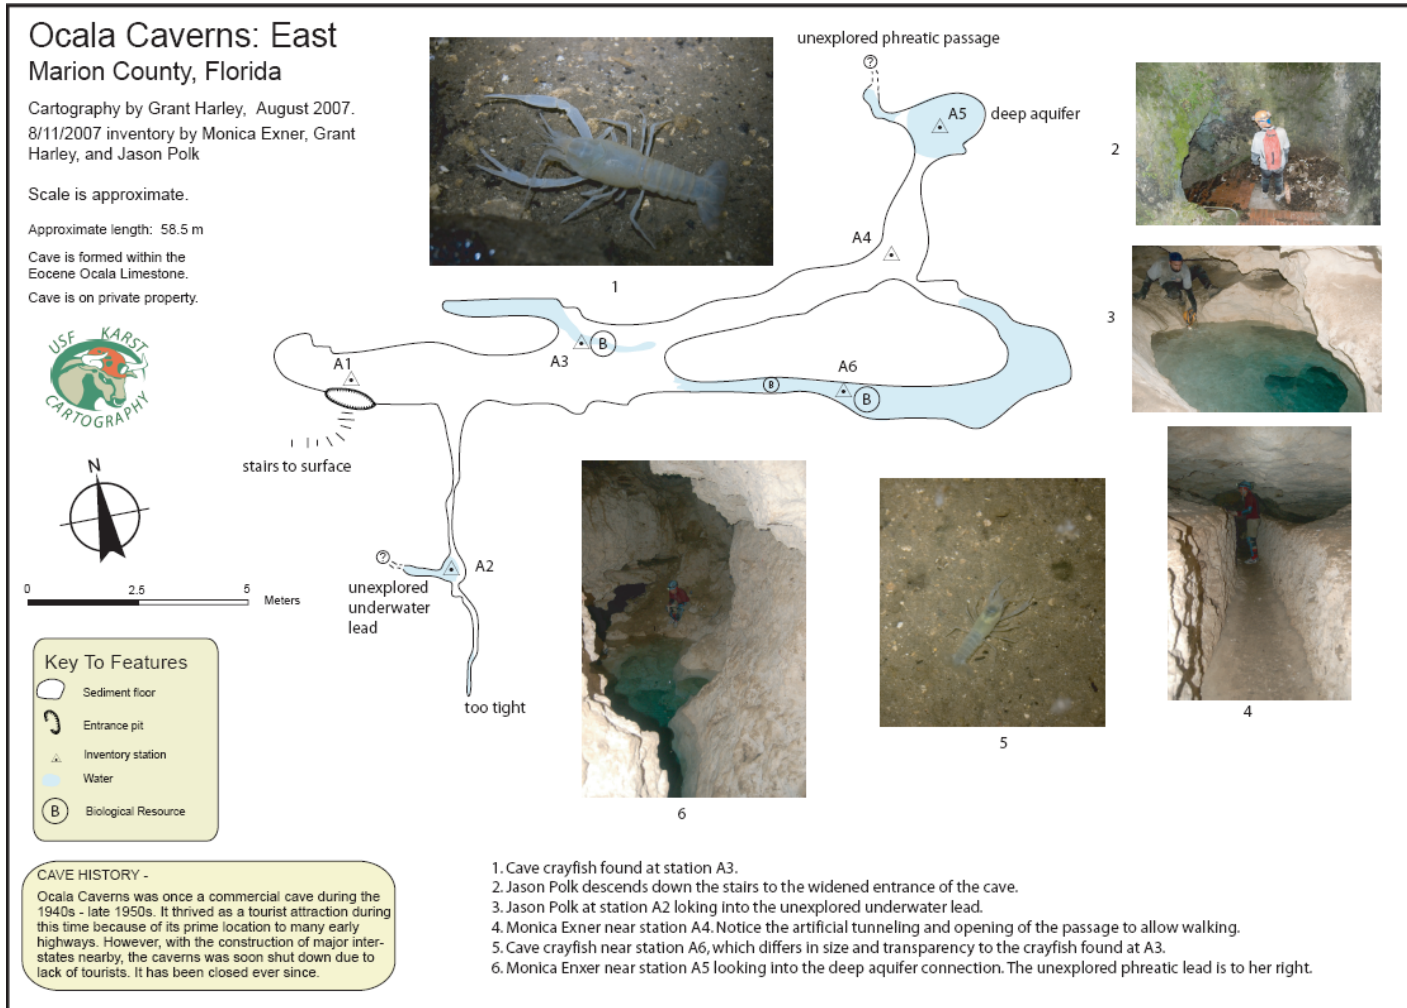 Ocala Caverns: East
Marion County, Florida
Cartography by Grant Harley, August 2007.
8/11/2007 inventory by Monica Exner, Grant
Harley, and Jason Polk
Scale is approximate.
Approximate length: 58.5 m
Cave is formed within the
Eocene Ocala Limestone.
Cave is on private property.
USF KARST
CARTOGRAPHY
N
0 2.5 5 Meters
Key To Features
Sediment floor
Entrance pit
Inventory station
Water
B Biological Resource
CAVE HISTORY -
Ocala Caverns was once a commercial cave during the
1940s - late 1950s. It thrived as a tourist attraction during
this time because of its prime location to many early
highways. However, with the construction of major inter-
states nearby, the caverns was soon shut down due to
lack of tourists. It has been closed ever since.
unexplored phreatic passage
?
A5
deep aquifer
A4
1
A3
B
A1
A6
B
B
stairs to surface
?
A2
unexplored
underwater
lead
too tight
2
3
4
5
6
1. Cave crayfish found at station A3.
2. Jason Polk descends down the stairs to the widened entrance of the cave.
3. Jason Polk at station A2 loking into the unexplored underwater lead.
4. Monica Exner near station A4. Notice the artificial tunneling and opening of the passage to allow walking.
5. Cave crayfish near station A6, which differs in size and transparency to the crayfish found at A3.
6. Monica Enxer near station A5 looking into the deep aquifer connection. The unexplored phreatic lead is to her right.